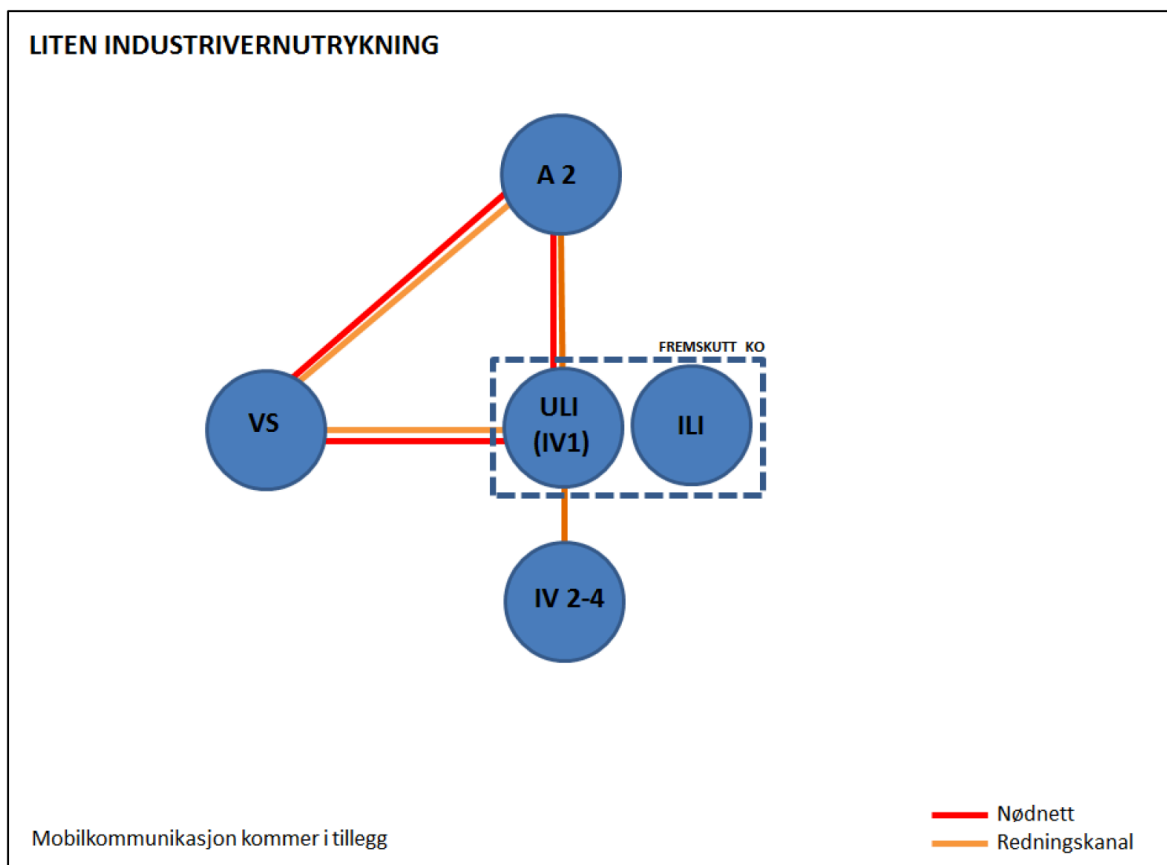 LITEN INDUSTRIVERNUTRYKNING
A 2
FREMSKUTT KO
VS
ULI
(IV1)
ILI
IV 2-4
Nødnett
Redningskanal
Mobilkommunikasjon kommer i tillegg